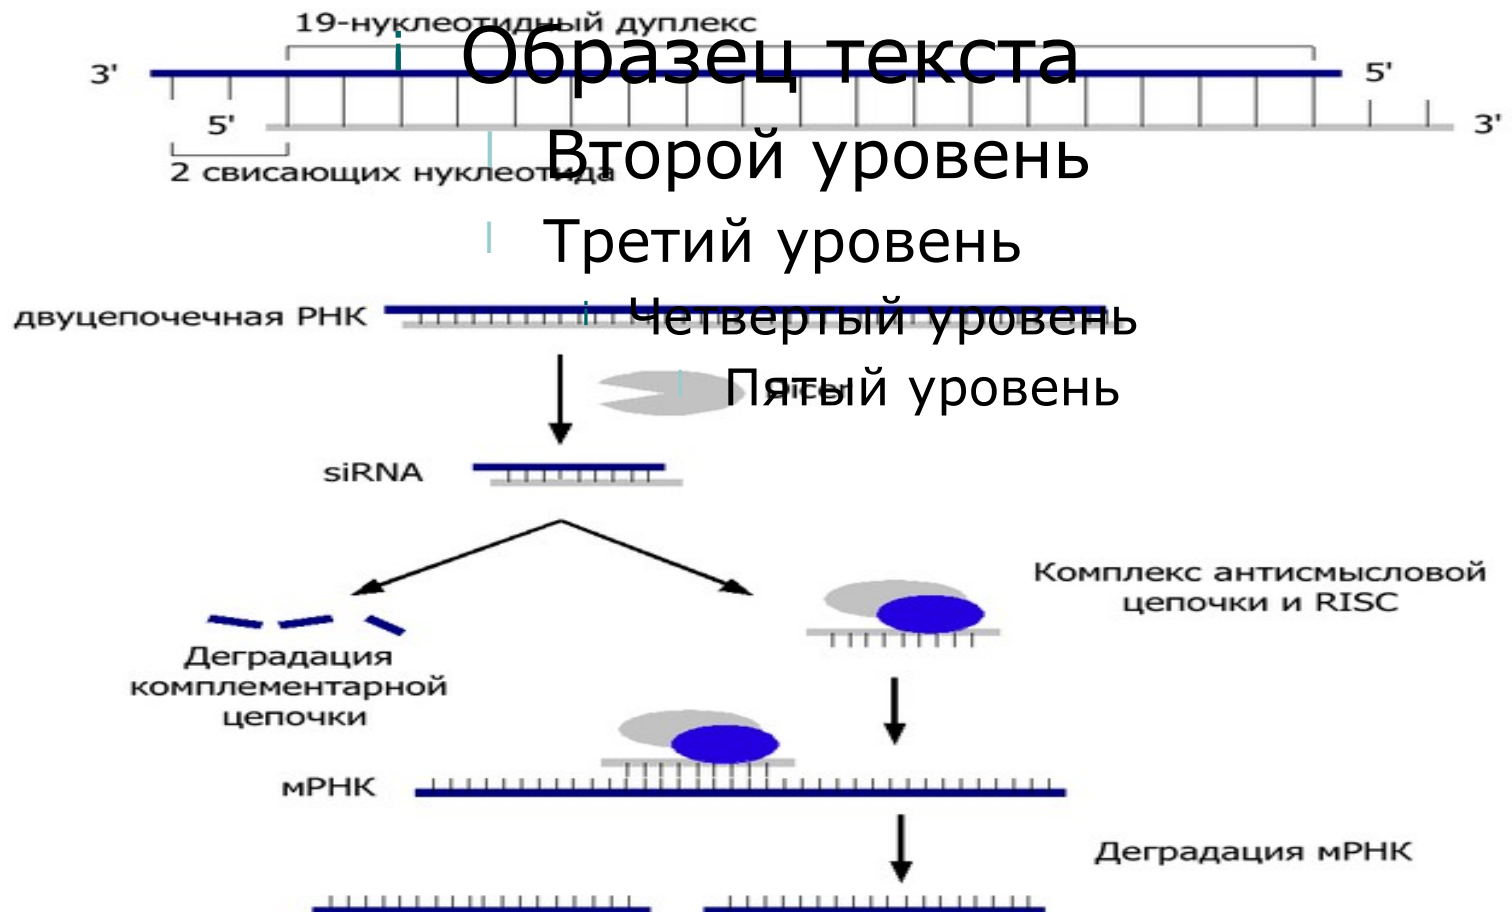 19-нуклеотидный дуплекс
Образец текста
3'
5'
5'
3'
Второй уровень
2 свисающих нуклеотида
Третий уровень
двуцепочечная РНК
Четвертый уровень
Dicer
Пятый уровень
siRNA
Комплекс антисмысловой
цепочки и RISC
Деградация
комплементарной
цепочки
мРНК
Деградация мРНК